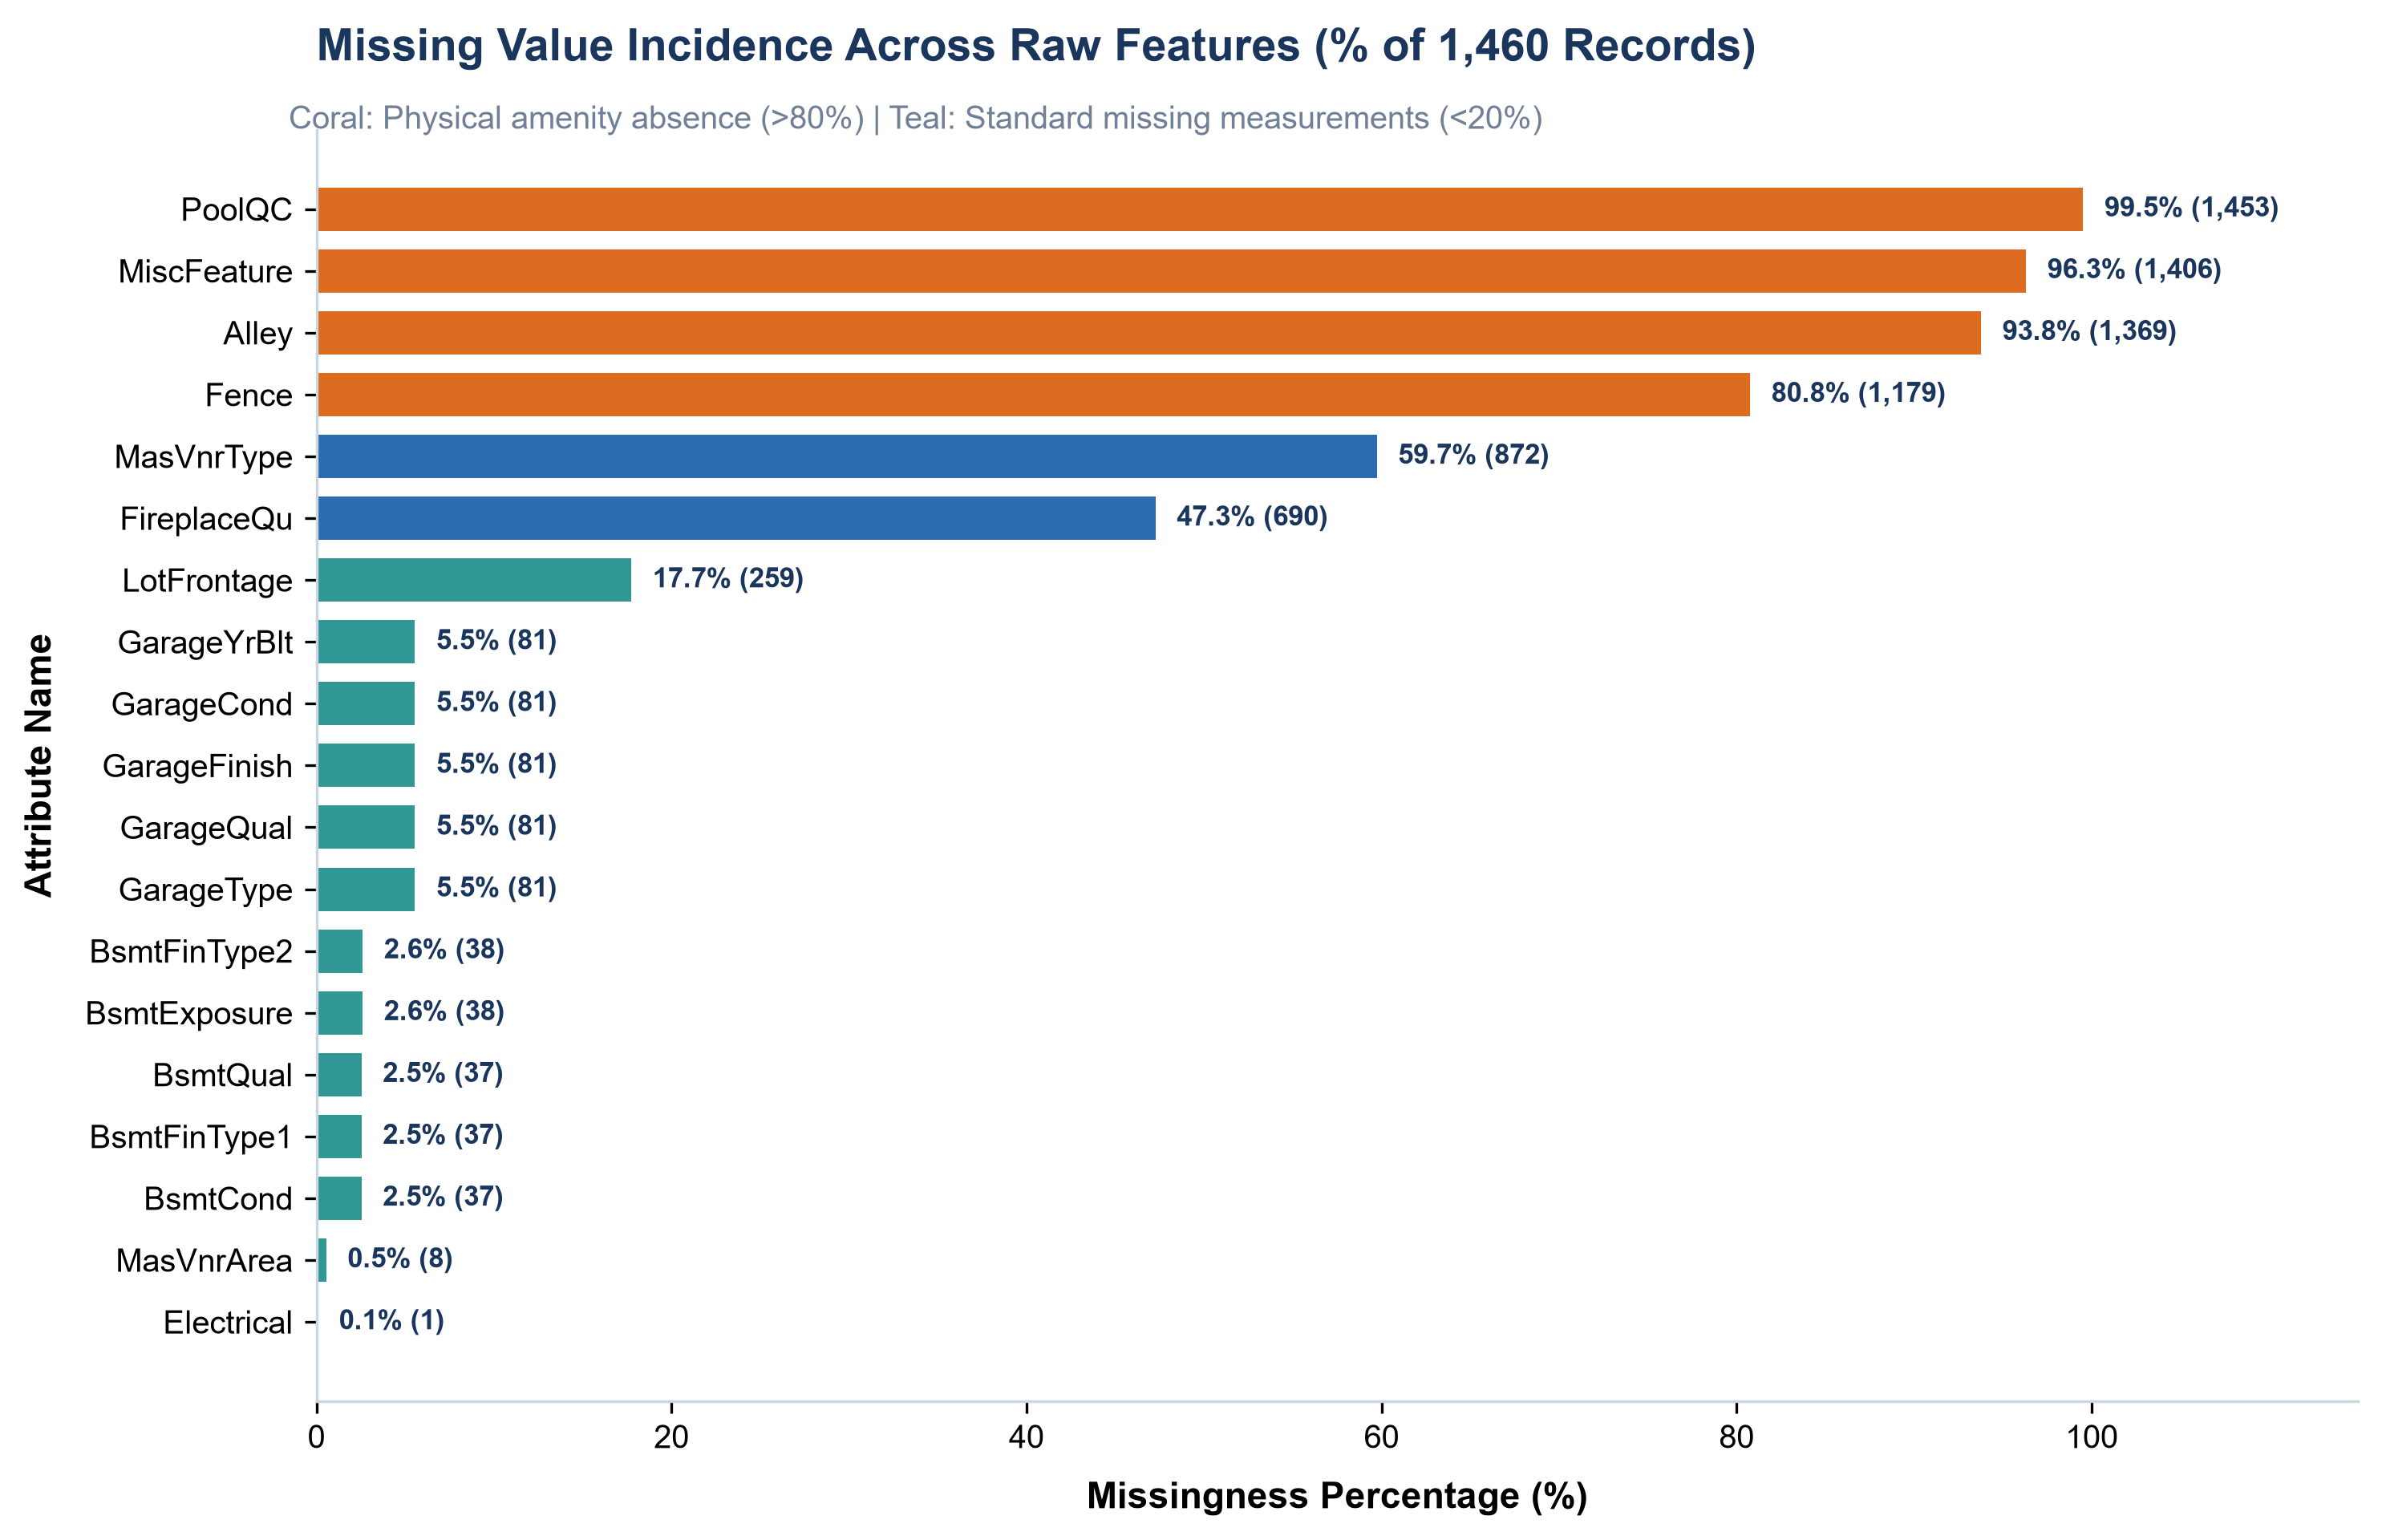 Missing Value Incidence Across Raw Features (% of 1,460 Records)
Coral: Physical amenity absence (>80%) | Teal: Standard missing measurements (<20%)
Attribute Name
PoolQC 99.5% (1,453)
MiscFeature 96.3% (1,406)
Alley 93.8% (1,369)
Fence 80.8% (1,179)
MasVnrType 59.7% (872)
FireplaceQu 47.3% (690)
LotFrontage 17.7% (259)
GarageYrBlt 5.5% (81)
GarageCond 5.5% (81)
GarageFinish 5.5% (81)
GarageQual 5.5% (81)
GarageType 5.5% (81)
BsmtFinType2 2.6% (38)
BsmtExposure 2.6% (38)
BsmtQual 2.5% (37)
BsmtFinType1 2.5% (37)
BsmtCond 2.5% (37)
MasVnrArea 0.5% (8)
Electrical 0.1% (1)
0 20 40 60 80 100
Missingness Percentage (%)